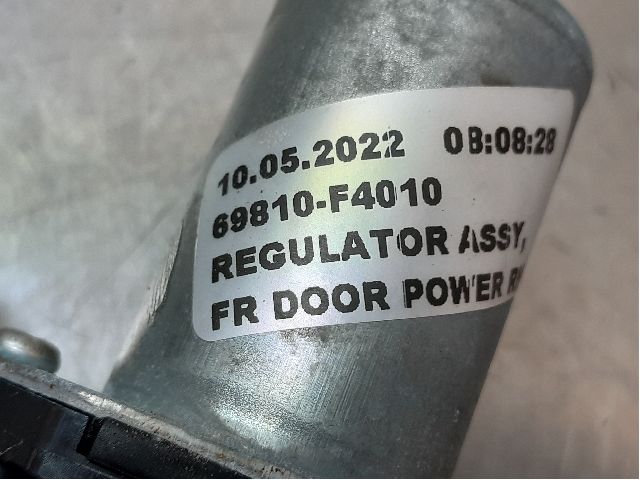 10.05.2022 08:08:28
69810-F4010
REGULATOR ASSY,
FR DOOR POWER